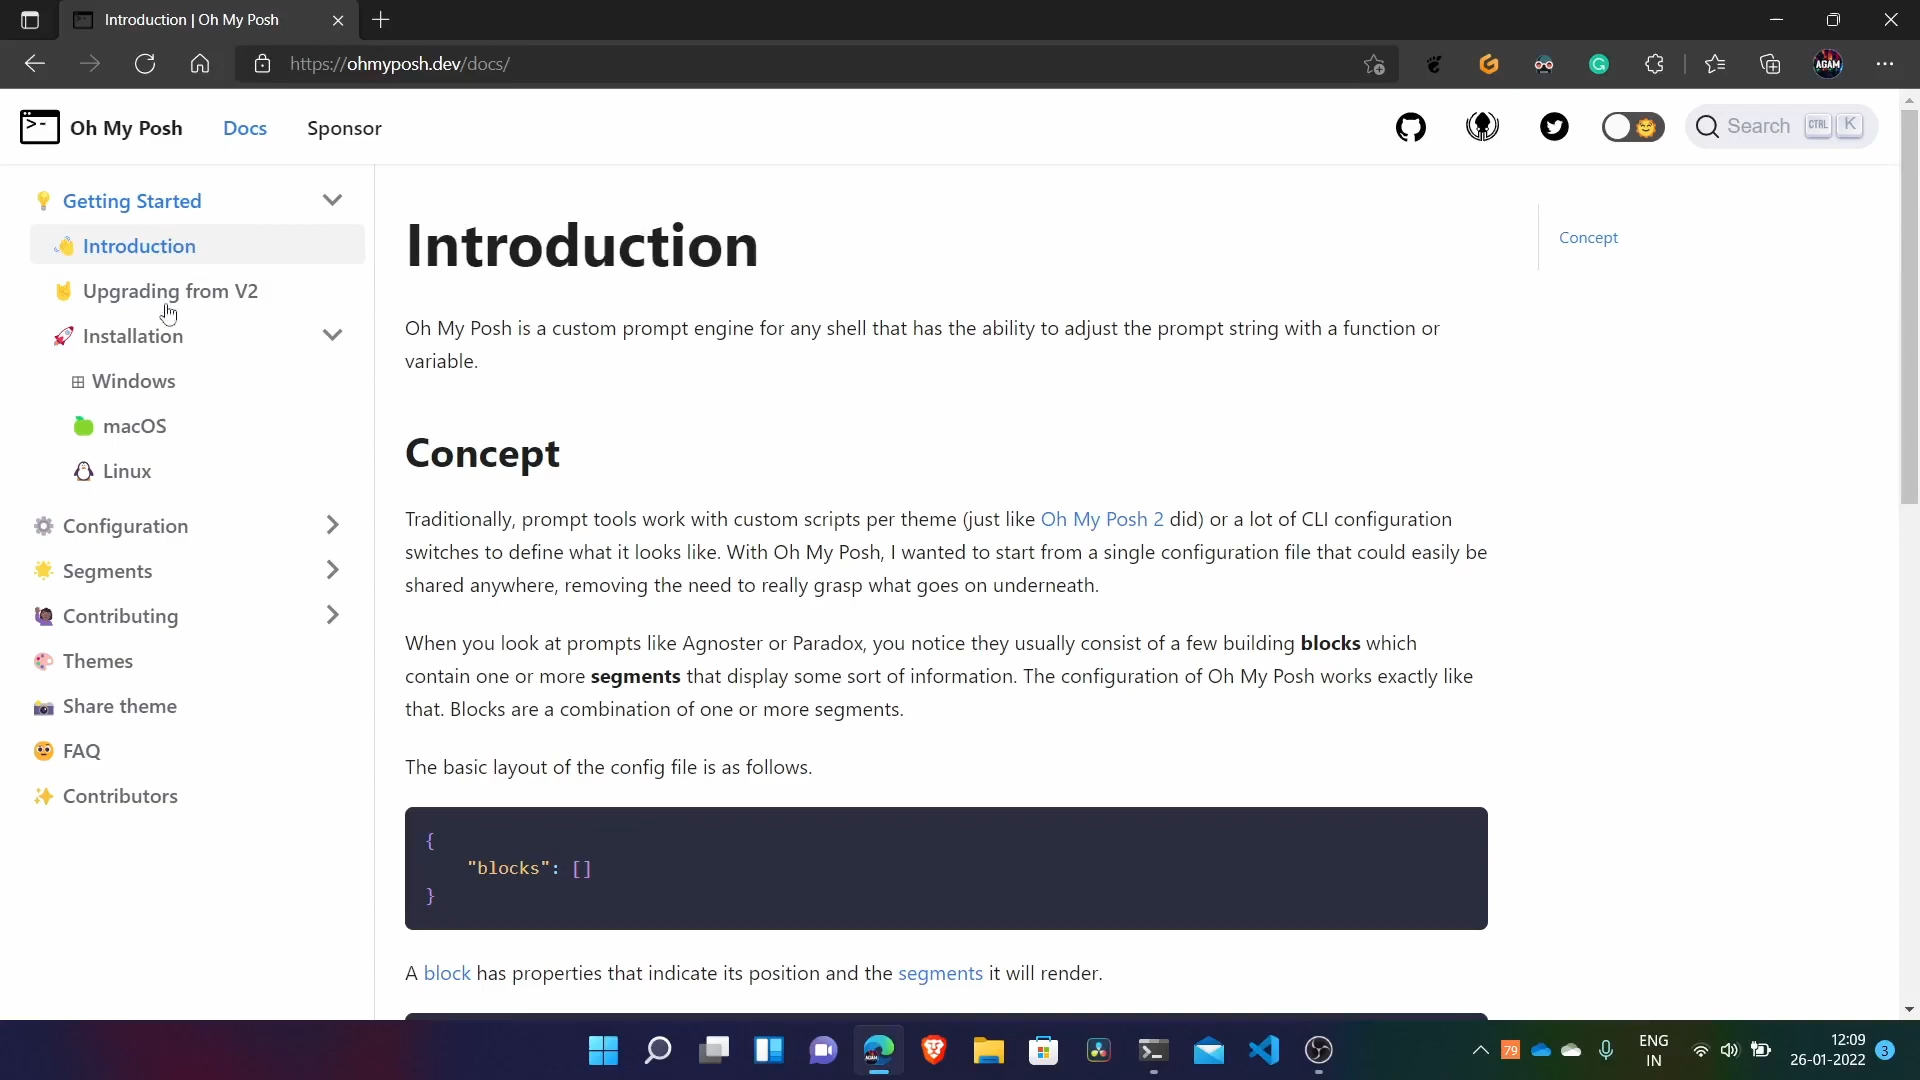 Introduction | Oh My Posh
https://ohmyposh.dev/docs/
AGAM
Oh My Posh
Docs
Sponsor
Search
CTRL
K
Getting Started
Introduction
Upgrading from V2
Installation
Windows
macOS
Linux
Configuration
Segments
Contributing
Themes
Share theme
FAQ
Contributors
Introduction
Oh My Posh is a custom prompt engine for any shell that has the ability to adjust the prompt string with a function or
variable.
Concept
Traditionally, prompt tools work with custom scripts per theme (just like Oh My Posh 2 did) or a lot of CLI configuration
switches to define what it looks like. With Oh My Posh, I wanted to start from a single configuration file that could easily be
shared anywhere, removing the need to really grasp what goes on underneath.
When you look at prompts like Agnoster or Paradox, you notice they usually consist of a few building blocks which
contain one or more segments that display some sort of information. The configuration of Oh My Posh works exactly like
that. Blocks are a combination of one or more segments.
The basic layout of the config file is as follows.
{
"blocks": []
}
A block has properties that indicate its position and the segments it will render.
Concept
79
ENG
IN
12:09
26-01-2022
3